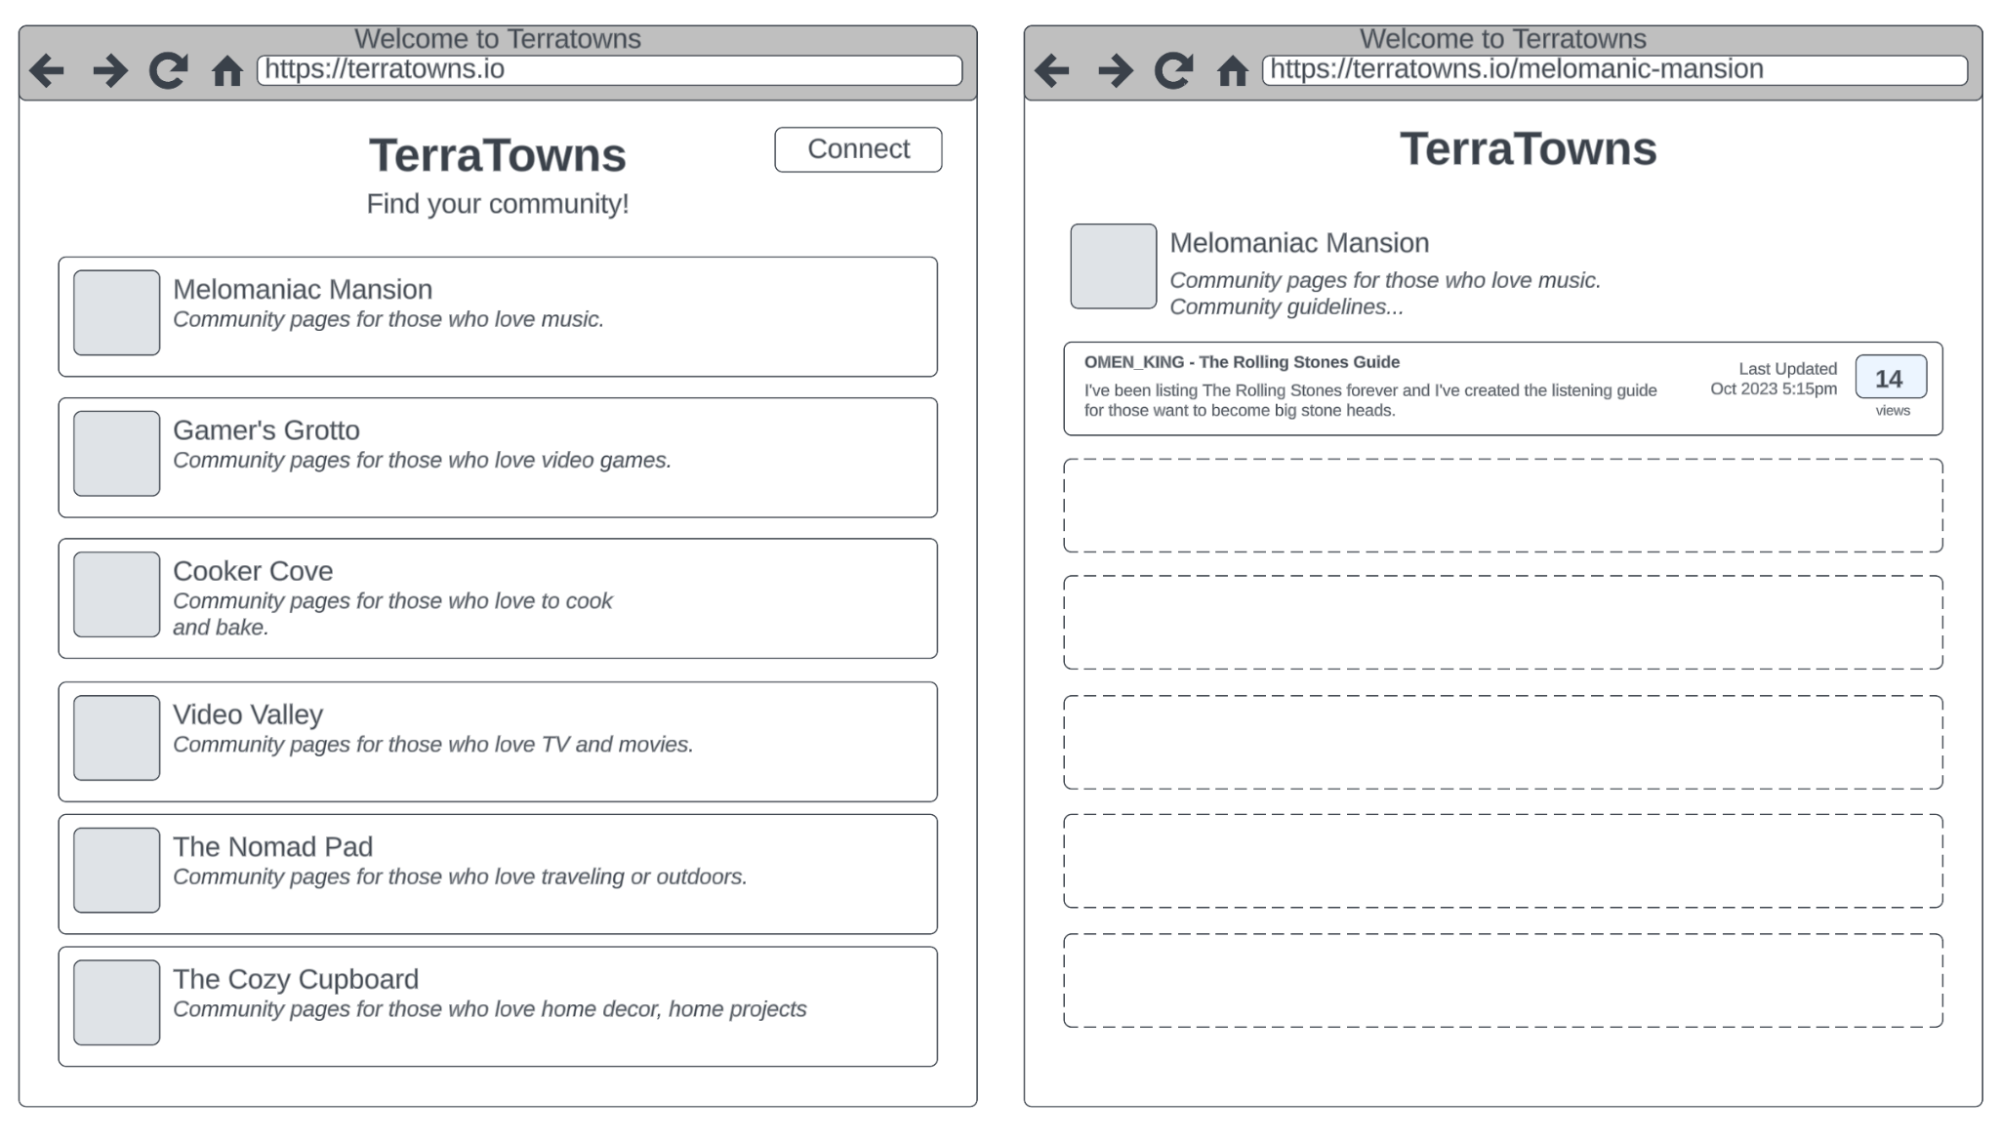 Welcome to Terratowns
https://terratowns.io
TerraTowns
Connect
Find your community!
Melomaniac Mansion
Community pages for those who love music.
Gamer's Grotto
Community pages for those who love video games.
Cooker Cove
Community pages for those who love to cook
and bake.
Video Valley
Community pages for those who love TV and movies.
The Nomad Pad
Community pages for those who love traveling or outdoors.
The Cozy Cupboard
Community pages for those who love home decor, home projects
Welcome to Terratowns
https://terratowns.io/melomanic-mansion
TerraTowns
Melomaniac Mansion
Community pages for those who love music.
Community guidelines...
OMEN_KING - The Rolling Stones Guide
I've been listing The Rolling Stones forever and I've created the listening guide
for those want to become big stone heads.
Last Updated
Oct 2023 5:15pm
14
views